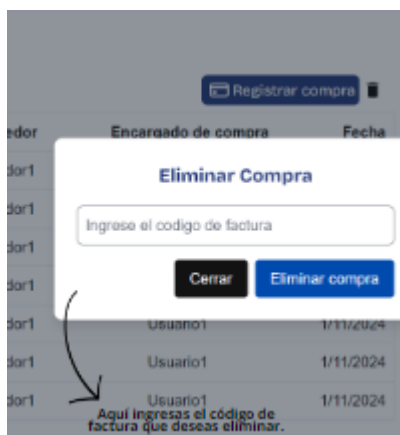 Registrar compra
edor Encargado de compra Fecha
dor1
Eliminar Compra
dor1
Ingrese el codigo de factura
dor1
dor1
Cerrar Eliminar compra
dor1 Usuario1 1/11/2024
dor1 Usuario1 1/11/2024
dor1 Usuario1 1/11/2024
Aquí ingresas el código de
factura que deseas eliminar.